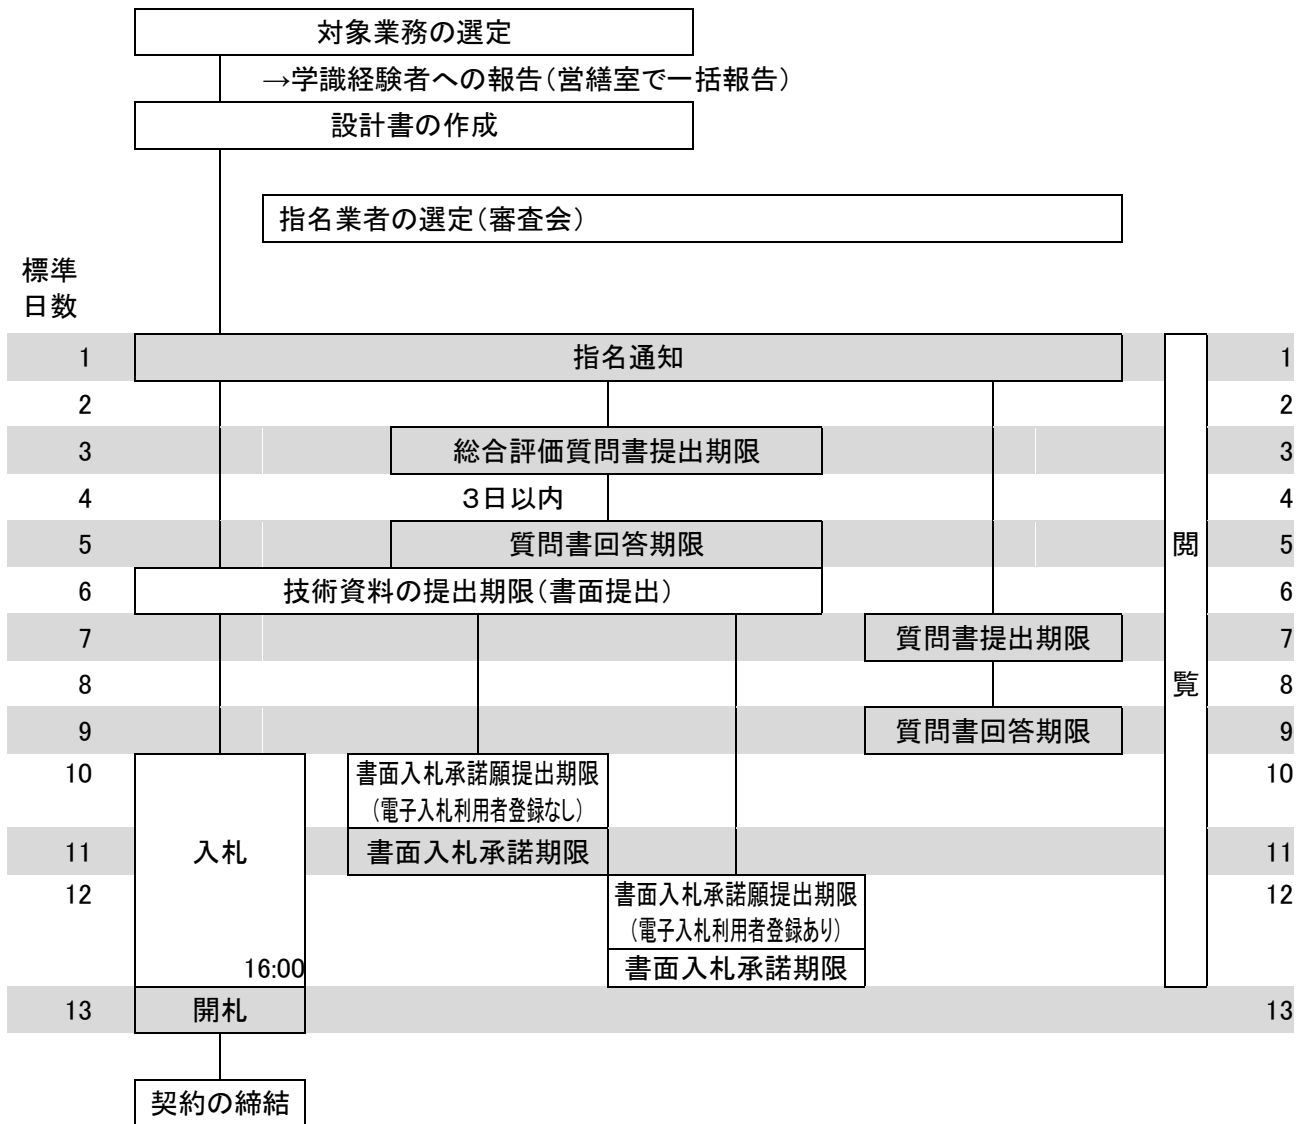 対象業務の選定
→学識経験者への報告(営繕室で一括報告)
設計書の作成
指名業者の選定(審査会)
標準
日数
1 指名通知 1
2 2
3 総合評価質問書提出期限 3
4 3日以内 4
5 質問書回答期限 閲 5
6 技術資料の提出期限(書面提出) 6
7 質問書提出期限 7
8 覧 8
9 質問書回答期限 9
10 書面入札承諾願提出期限 10
(電子入札利用者登録なし)
11 入札 書面入札承諾期限 11
12 書面入札承諾願提出期限 12
(電子入札利用者登録あり)
16:00 書面入札承諾期限
13 開札 13
契約の締結